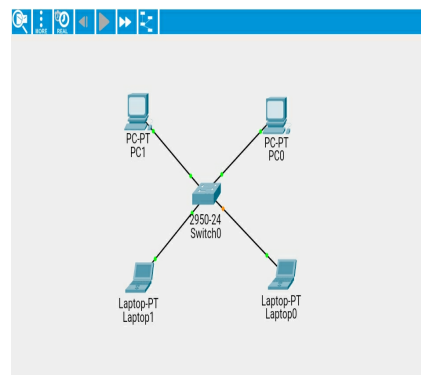 MORE
REAL
PC-PT
PC1
PC-PT
PC0
2950-24
Switch0
Laptop-PT
Laptop1
Laptop-PT
Laptop0